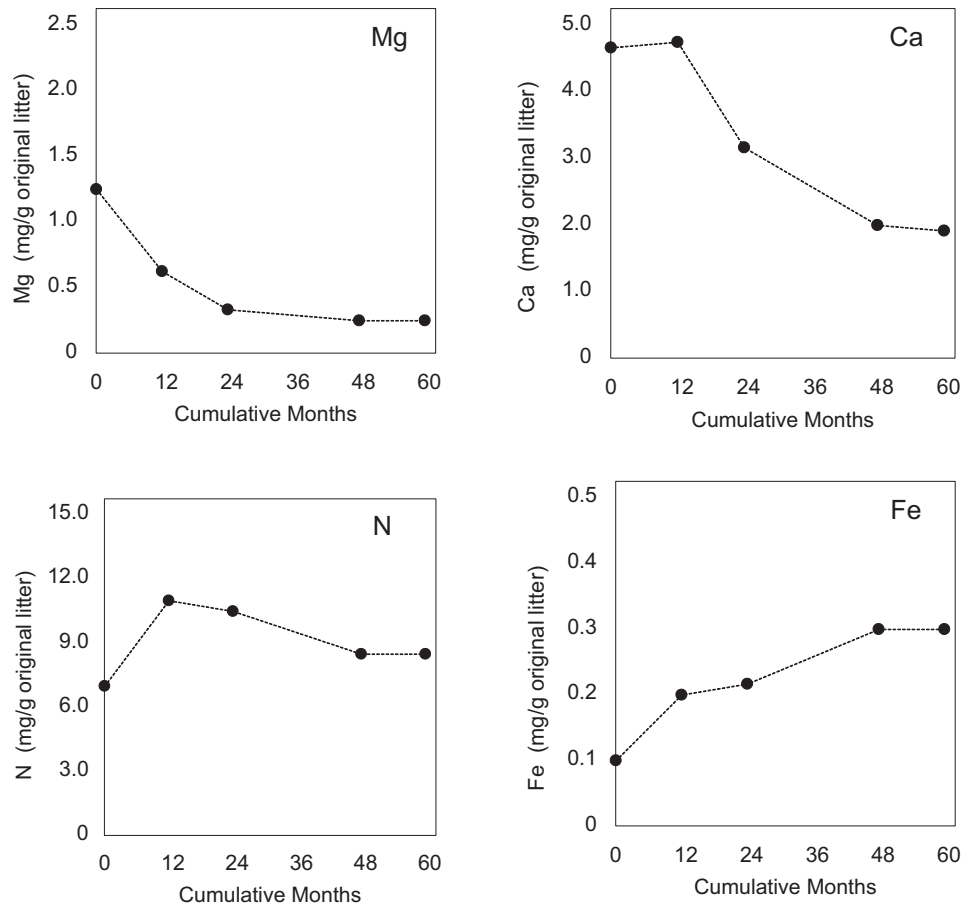 Mg
Mg (mg/g original litter)
2.5
2.0
1.5
1.0
0.5
0
0 12 24 36 48 60
Cumulative Months
Ca
Ca (mg/g original litter)
5.0
4.0
3.0
2.0
1.0
0
0 12 24 36 48 60
Cumulative Months
N
N (mg/g original litter)
15.0
12.0
9.0
6.0
3.0
0
0 12 24 36 48 60
Cumulative Months
Fe
Fe (mg/g original litter)
0.5
0.4
0.3
0.2
0.1
0
0 12 24 36 48 60
Cumulative Months